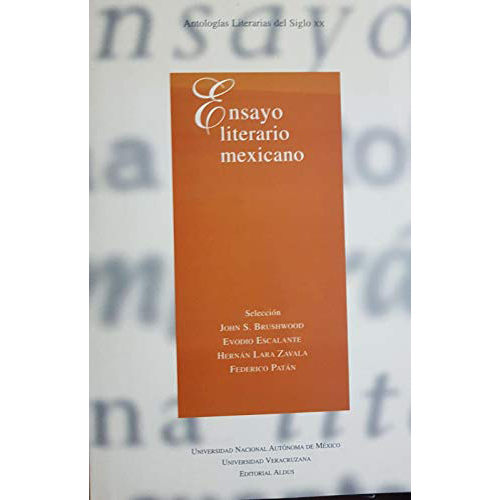 Antologías Literarias del Siglo XX
nsayo
Ensayo
literario
mexicano
Selección
JOHN S. BRUSHWOOD
EVODIO ESCALANTE
HERNÁN LARA ZAVALA
FEDERICO PATÁN
UNIVERSIDAD NACIONAL AUTÓNOMA DE MÉXICO
UNIVERSIDAD VERACRUZANA
EDITORIAL ALDUS